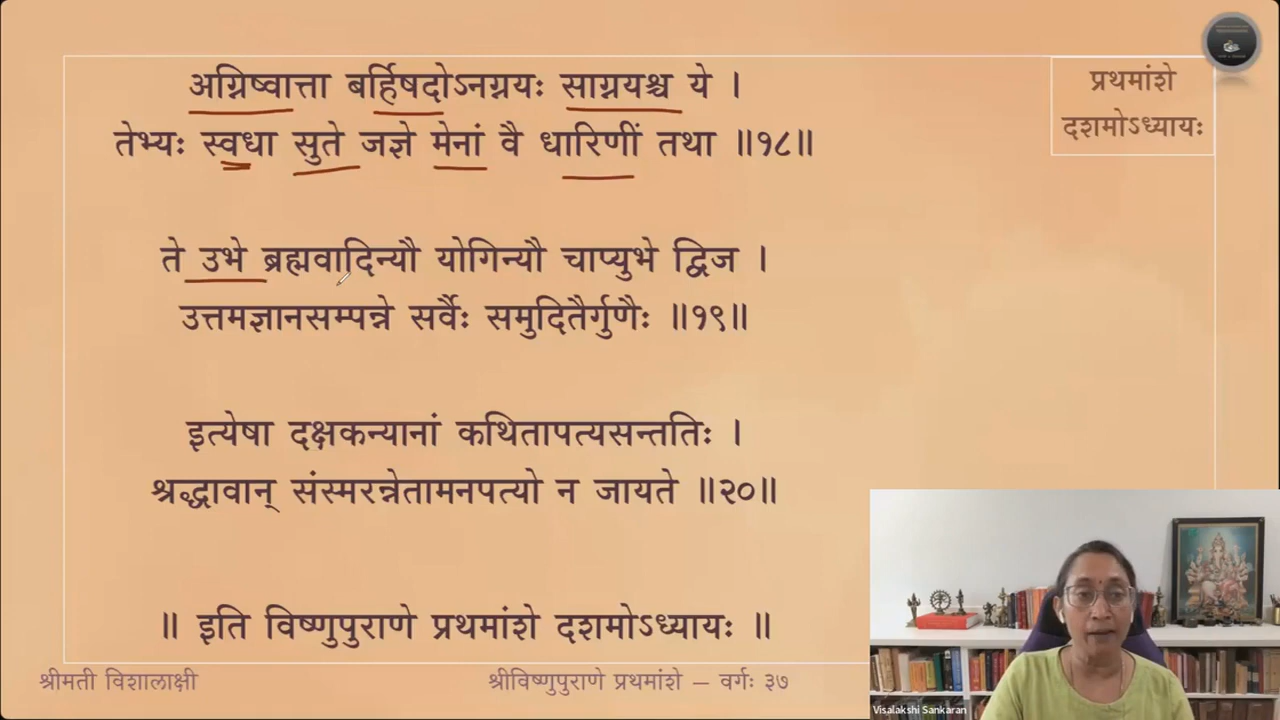 अग्निष्वात्ता बर्हिषदोऽनग्नयः साग्नयश्च ये ।
तेभ्यः स्वधा सुते जज्ञे मेनां वै धारिणीं तथा ॥१८॥
ते उभे ब्रह्मवादिन्यौ योगिन्यौ चाप्युभे द्विज ।
उत्तमज्ञानसम्पन्ने सर्वैः समुदितैर्गुणैः ॥१९॥
इत्येषा दक्षकन्यानां कथितापत्यसन्ततिः ।
श्रद्धावान् संस्मरन्नेतामनपत्यो न जायते ॥२०॥
॥ इति विष्णुपुराणे प्रथमांशे दशमोऽध्यायः ॥
प्रथमांशे
दशमोऽध्यायः
श्रीमती विशालाक्षी
श्रीविष्णुपुराणे प्रथमांशे – वर्गः ३७
Visalakshi Sankaran